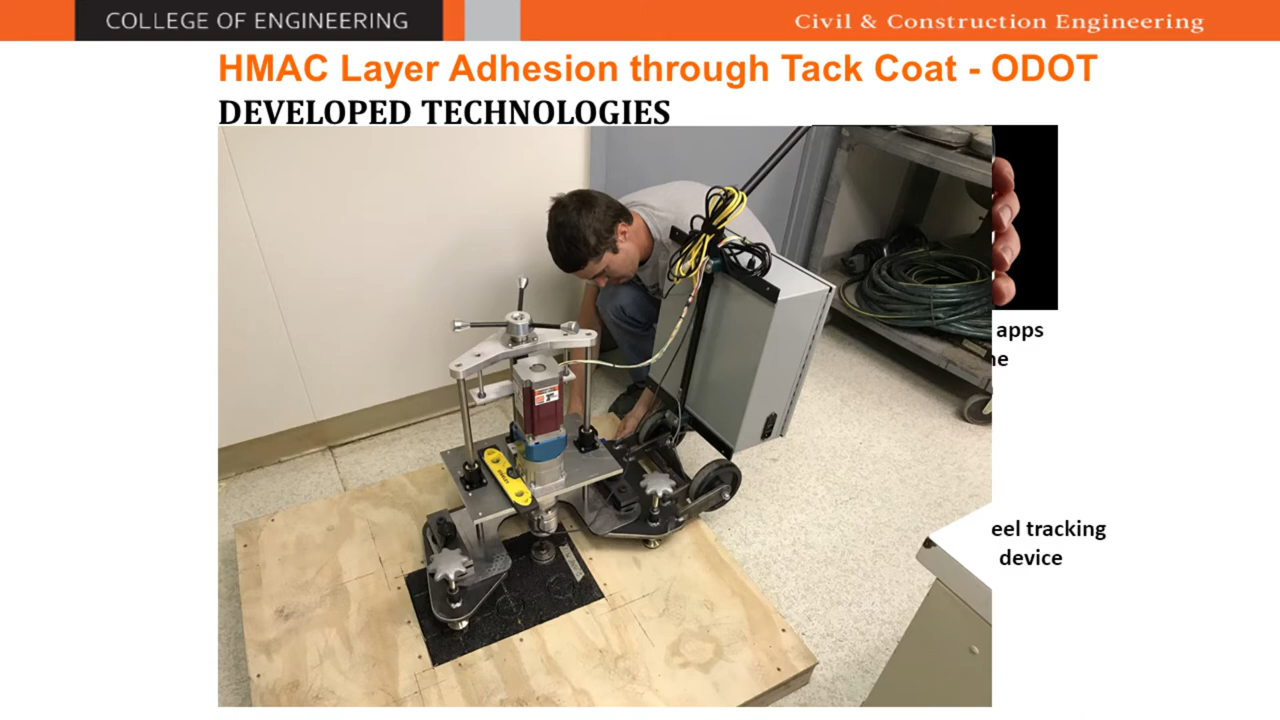 COLLEGE OF ENGINEERING
Civil & Construction Engineering
HMAC Layer Adhesion through Tack Coat - ODOT
DEVELOPED TECHNOLOGIES
apps
eel tracking
device